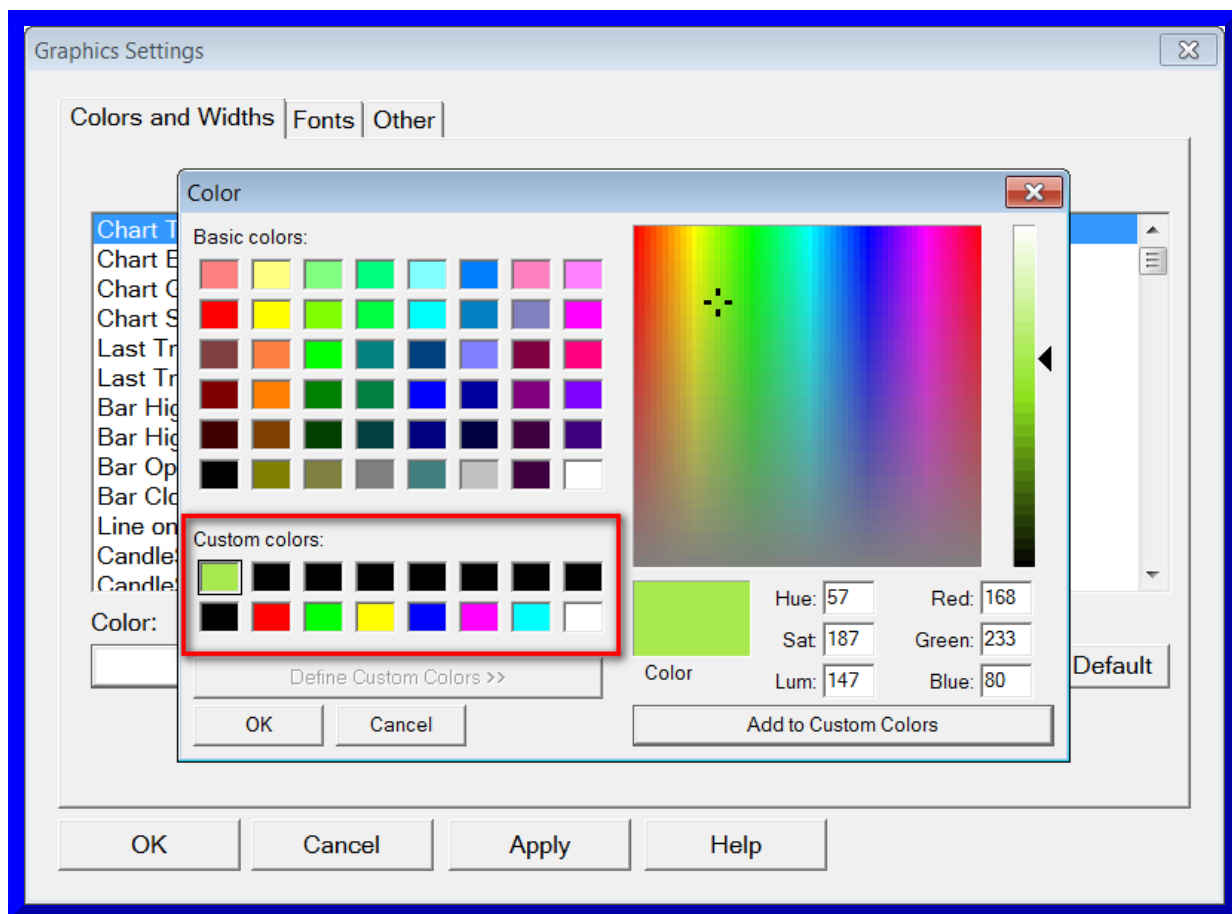 Graphics Settings
Colors and Widths Fonts Other
Color
Basic colors:
Chart T
Chart E
Chart G
Chart S
Last Tr
Last Tr
Bar Hig
Bar Hig
Bar Op
Bar Clo
Line on
CandleS
CandleS
Custom colors:
Define Custom Colors >>
OK Cancel
Color
Hue: 57 Red: 168
Sat: 187 Green: 233
Lum: 147 Blue: 80
Add to Custom Colors
Color:
Default
OK Cancel Apply Help